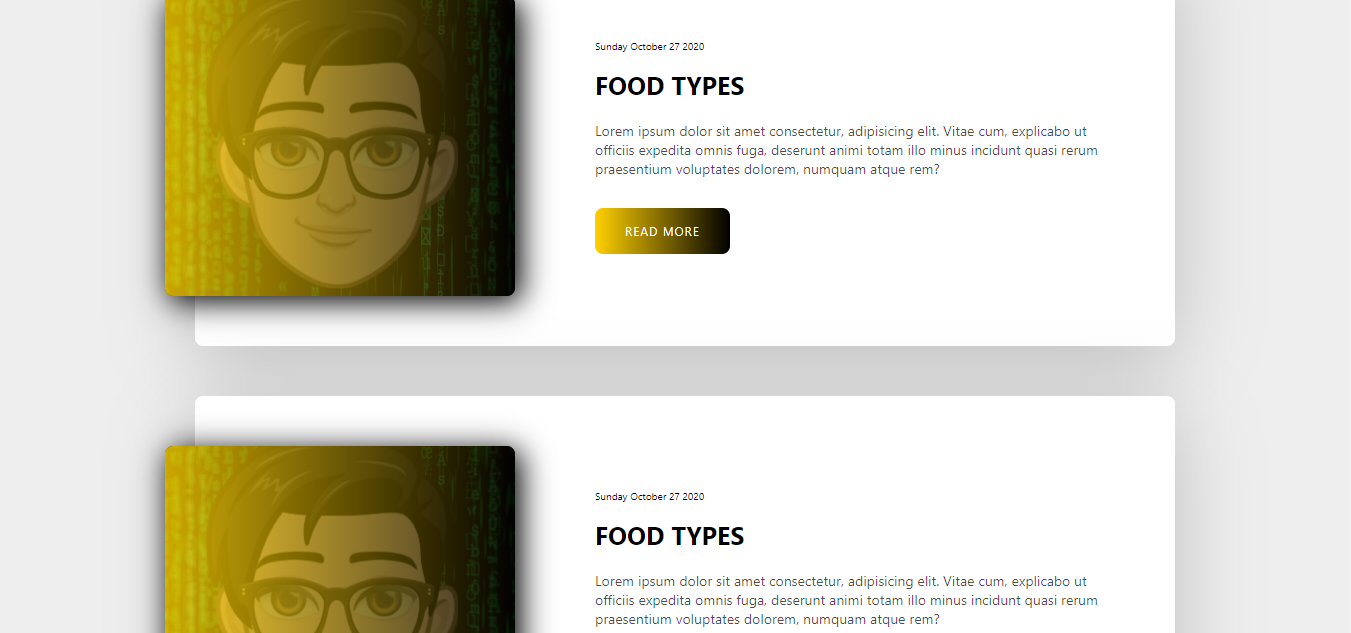 Sunday October 27 2020
FOOD TYPES
Lorem ipsum dolor sit amet consectetur, adipisicing elit. Vitae cum, explicabo ut
officiis expedita omnis fuga, deserunt animi totam illo minus incidunt quasi rerum
praesentium voluptates dolorem, numquam atque rem?
READ MORE
Sunday October 27 2020
FOOD TYPES
Lorem ipsum dolor sit amet consectetur, adipisicing elit. Vitae cum, explicabo ut
officiis expedita omnis fuga, deserunt animi totam illo minus incidunt quasi rerum
praesentium voluptates dolorem, numquam atque rem?